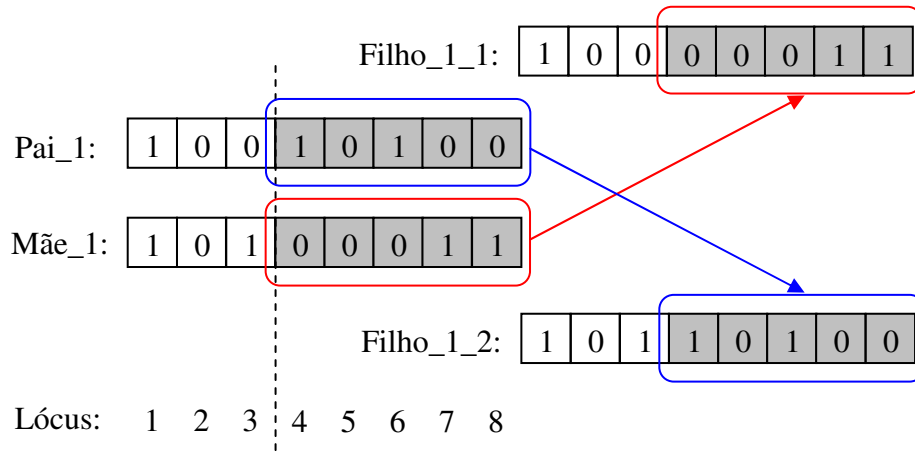 Filho_1_1: 1 0 0 0 0 0 1 1
Pai_1: 1 0 0 1 0 1 0 0
Mãe_1: 1 0 1 0 0 0 1 1
Filho_1_2: 1 0 1 1 0 1 0 0
Lócus: 1 2 3 4 5 6 7 8